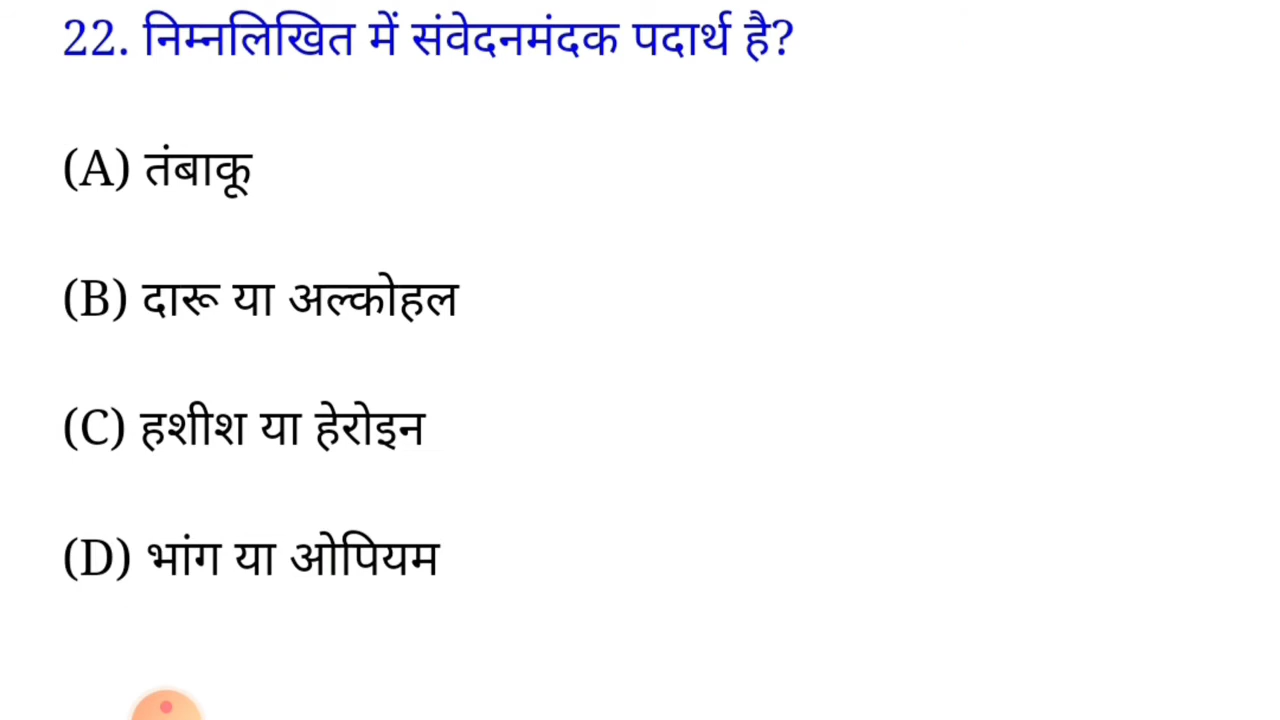 22. निम्नलिखित में संवेदनमंदक पदार्थ है?
(A) तंबाकू
(B) दारू या अल्कोहल
(C) हशीश या हेरोइन
(D) भांग या ओपियम